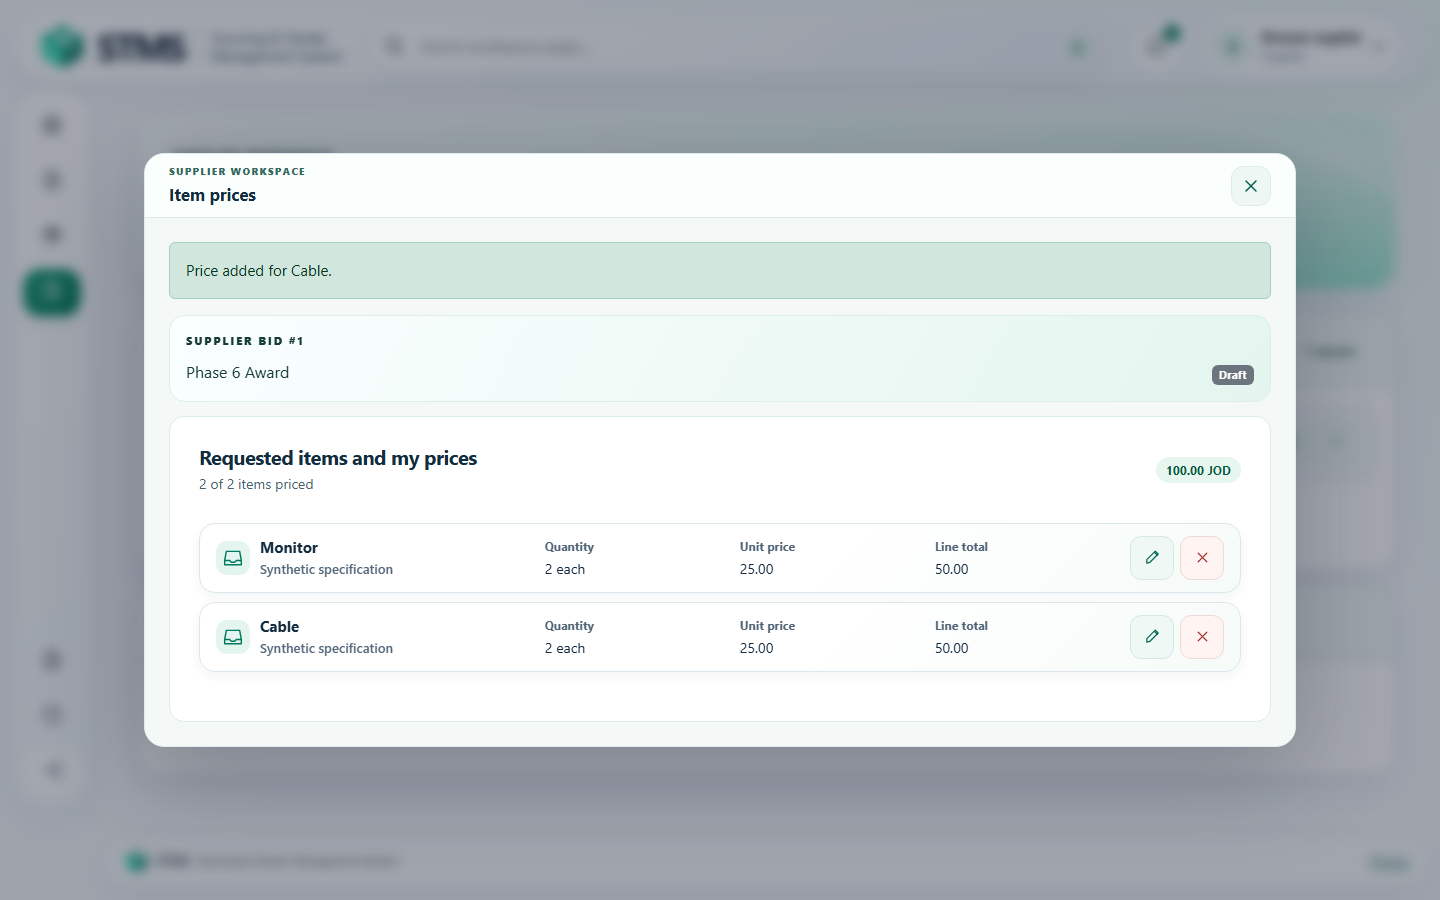 STMS
SUPPLIER WORKSPACE
Item prices
Price added for Cable.
SUPPLIER BID #1
Phase 6 Award
Draft
Requested items and my prices
2 of 2 items priced
100.00 JOD
Monitor
Synthetic specification
Quantity
2 each
Unit price
25.00
Line total
50.00
Cable
Synthetic specification
Quantity
2 each
Unit price
25.00
Line total
50.00